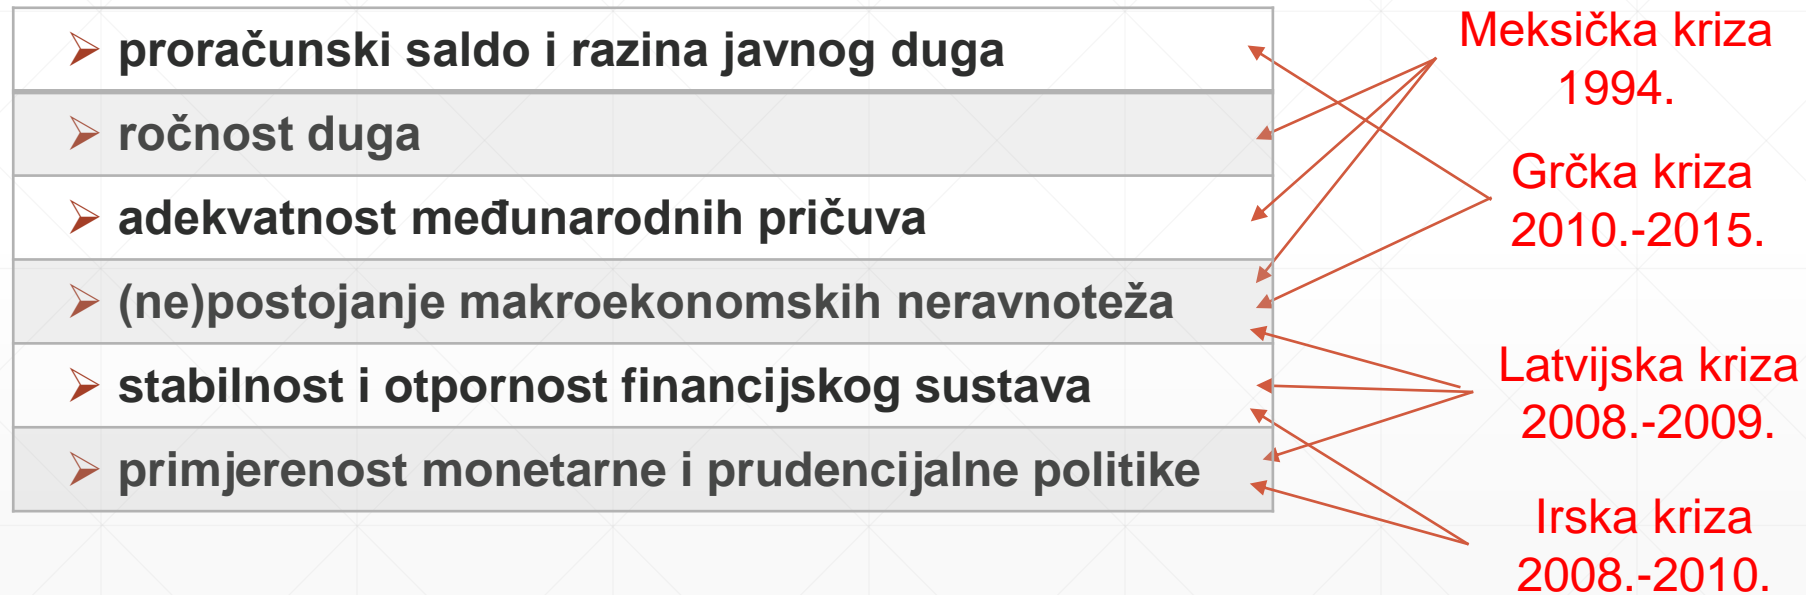 proračunski saldo i razina javnog duga
ročnost duga
adekvatnost međunarodnih pričuva
(ne)postojanje makroekonomskih neravnoteža
stabilnost i otpornost financijskog sustava
primjerenost monetarne i prudencijalne politike
Meksička kriza
1994.
Grčka kriza
2010.-2015.
Latvijska kriza
2008.-2009.
Irska kriza
2008.-2010.